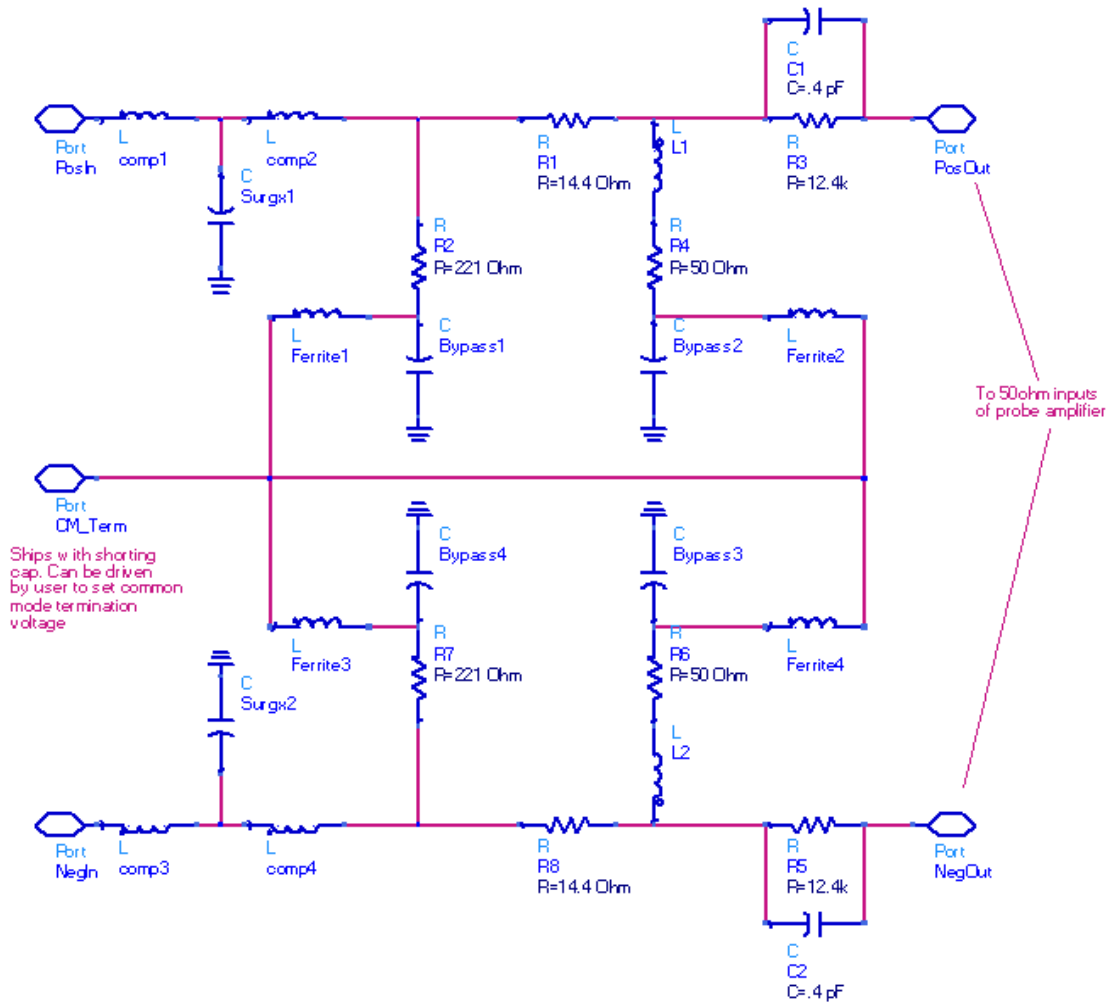 C
C1
C=.4 pF
Port
PosIn
L
comp1
L
comp2
R
R1
R=14.4 Ohm
L
L1
R
R3
R=12.4k
Port
PosOut
C
Surgx1
R
R2
R=221 Ohm
R
R4
R=50 Ohm
L
Ferrite1
C
Bypass1
C
Bypass2
L
Ferrite2
To 50ohm inputs
of probe amplifier
Port
CM_Term
Ships with shorting
cap. Can be driven
by user to set common
mode termination
voltage
C
Bypass4
C
Bypass3
L
Ferrite3
R
R7
R=221 Ohm
R
R6
R=50 Ohm
L
Ferrite4
C
Surgx2
L
L2
Port
NegIn
L
comp3
L
comp4
R
R8
R=14.4 Ohm
R
R5
R=12.4k
Port
NegOut
C
C2
C=.4 pF